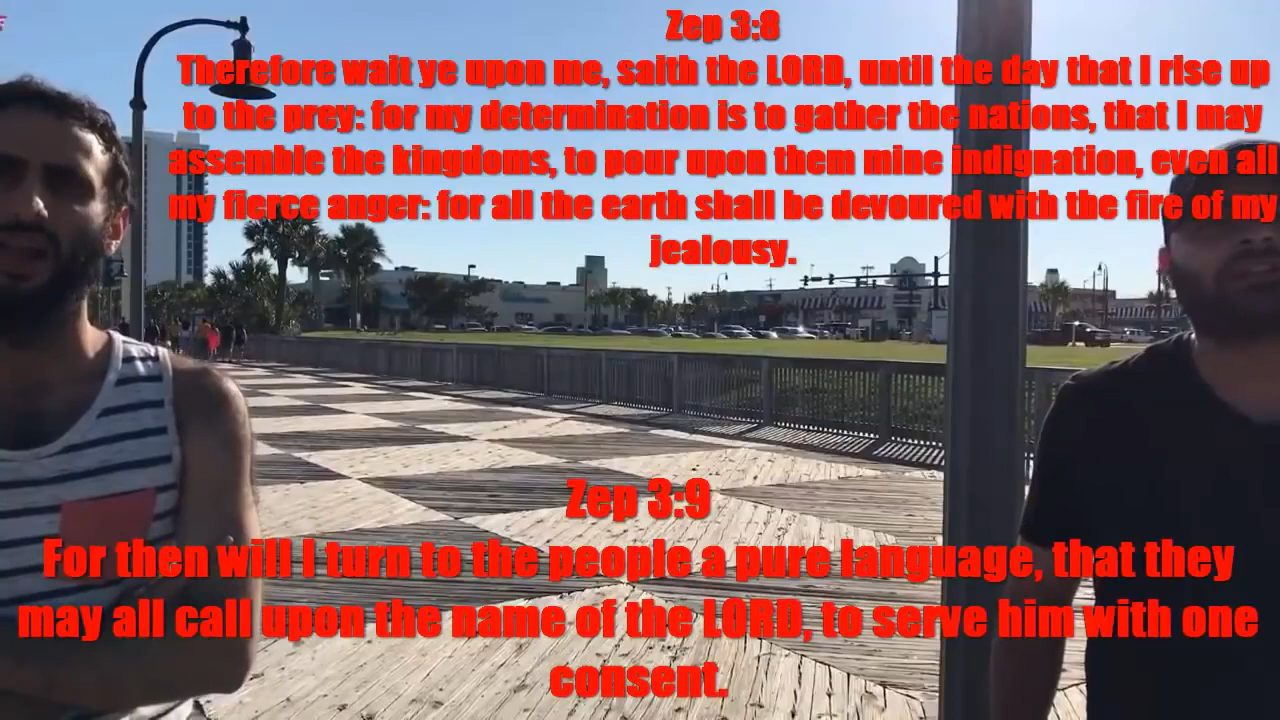 Zep 3:8
Therefore wait ye upon me, saith the LORD, until the day that I rise up
to the prey: for my determination is to gather the nations, that I may
assemble the kingdoms, to pour upon them mine indignation, even all
my fierce anger: for all the earth shall be devoured with the fire of my
jealousy.
Zep 3:9
For then will I turn to the people a pure language, that they
may all call upon the name of the LORD, to serve him with one
consent.